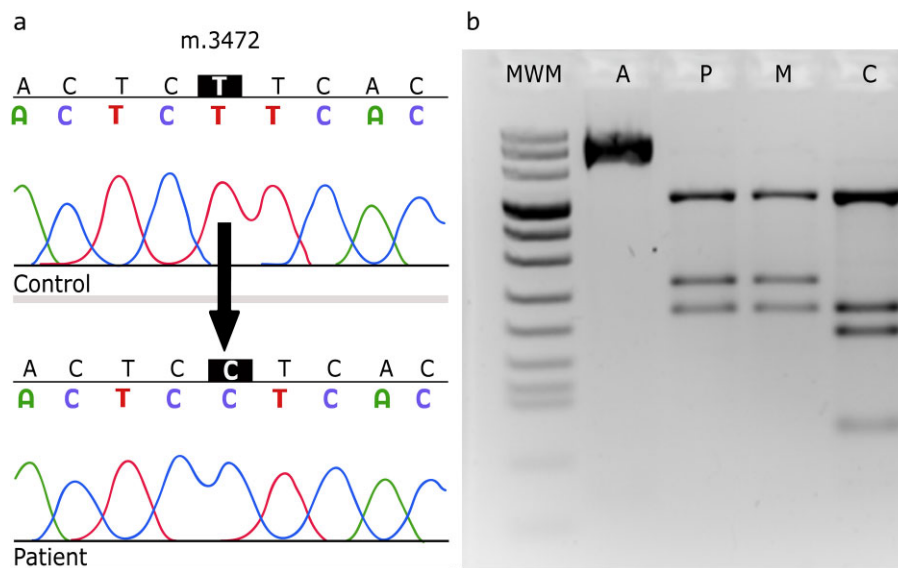 a
m.3472
A C T C T T C A C
A C T C T T C A C
Control
A C T C C C T C A C
A C T C C T C A C
Patient
b
MWM A P M C